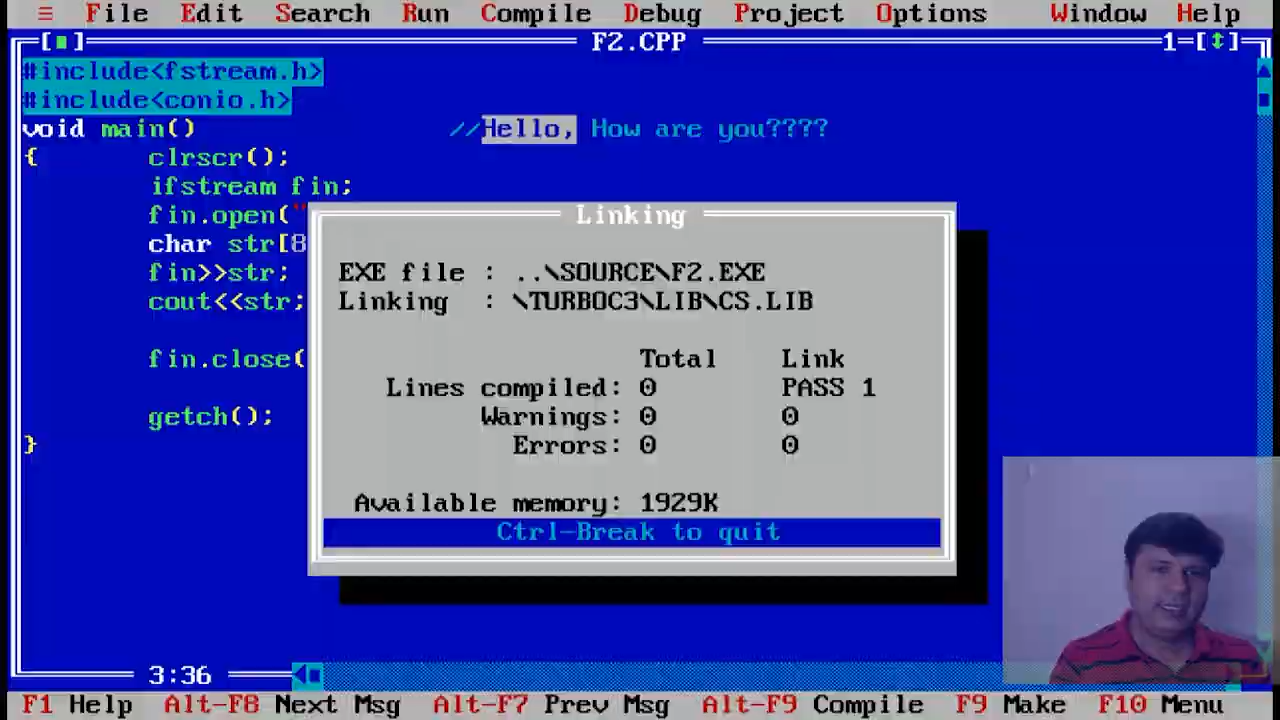 ≡ File Edit Search Run Compile Debug Project Options Window Help
[■] F2.CPP 1=[↕]
#include<fstream.h>
#include<conio.h>
void main() //Hello, How are you????
{ clrscr();
ifstream fin;
fin.open("
char str[8
fin>>str;
cout<<str;
fin.close(
getch();
}
Linking
EXE file : ..\SOURCE\F2.EXE
Linking : \TURBOC3\LIB\CS.LIB
Total Link
Lines compiled: 0 PASS 1
Warnings: 0 0
Errors: 0 0
Available memory: 1929K
Ctrl-Break to quit
3:36
F1 Help Alt-F8 Next Msg Alt-F7 Prev Msg Alt-F9 Compile F9 Make F10 Menu